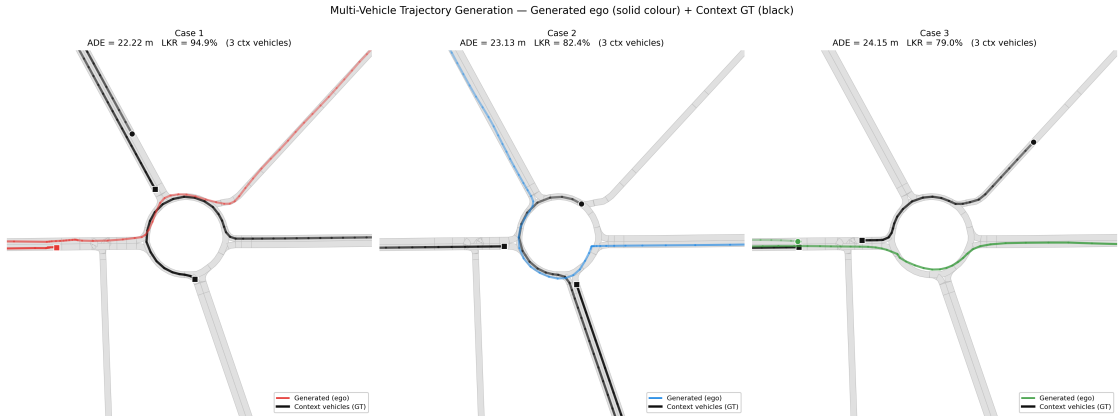 Multi-Vehicle Trajectory Generation — Generated ego (solid colour) + Context GT (black)
Case 1
ADE = 22.22 m   LKR = 94.9%   (3 ctx vehicles)
Generated (ego)
Context vehicles (GT)
Case 2
ADE = 23.13 m   LKR = 82.4%   (3 ctx vehicles)
Generated (ego)
Context vehicles (GT)
Case 3
ADE = 24.15 m   LKR = 79.0%   (3 ctx vehicles)
Generated (ego)
Context vehicles (GT)